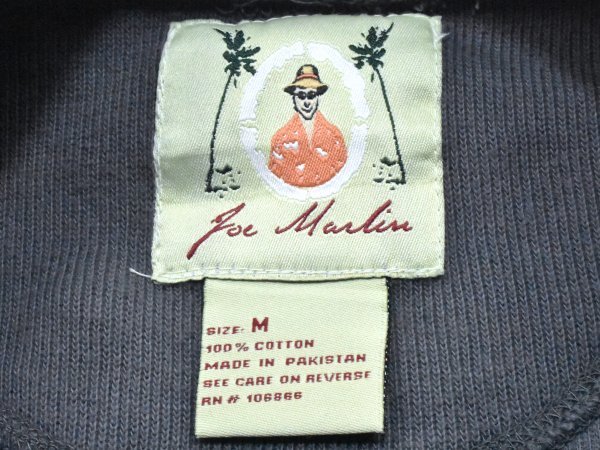 Joe Marlin
SIZE: M
100% COTTON
MADE IN PAKISTAN
SEE CARE ON REVERSE
RN # 106866